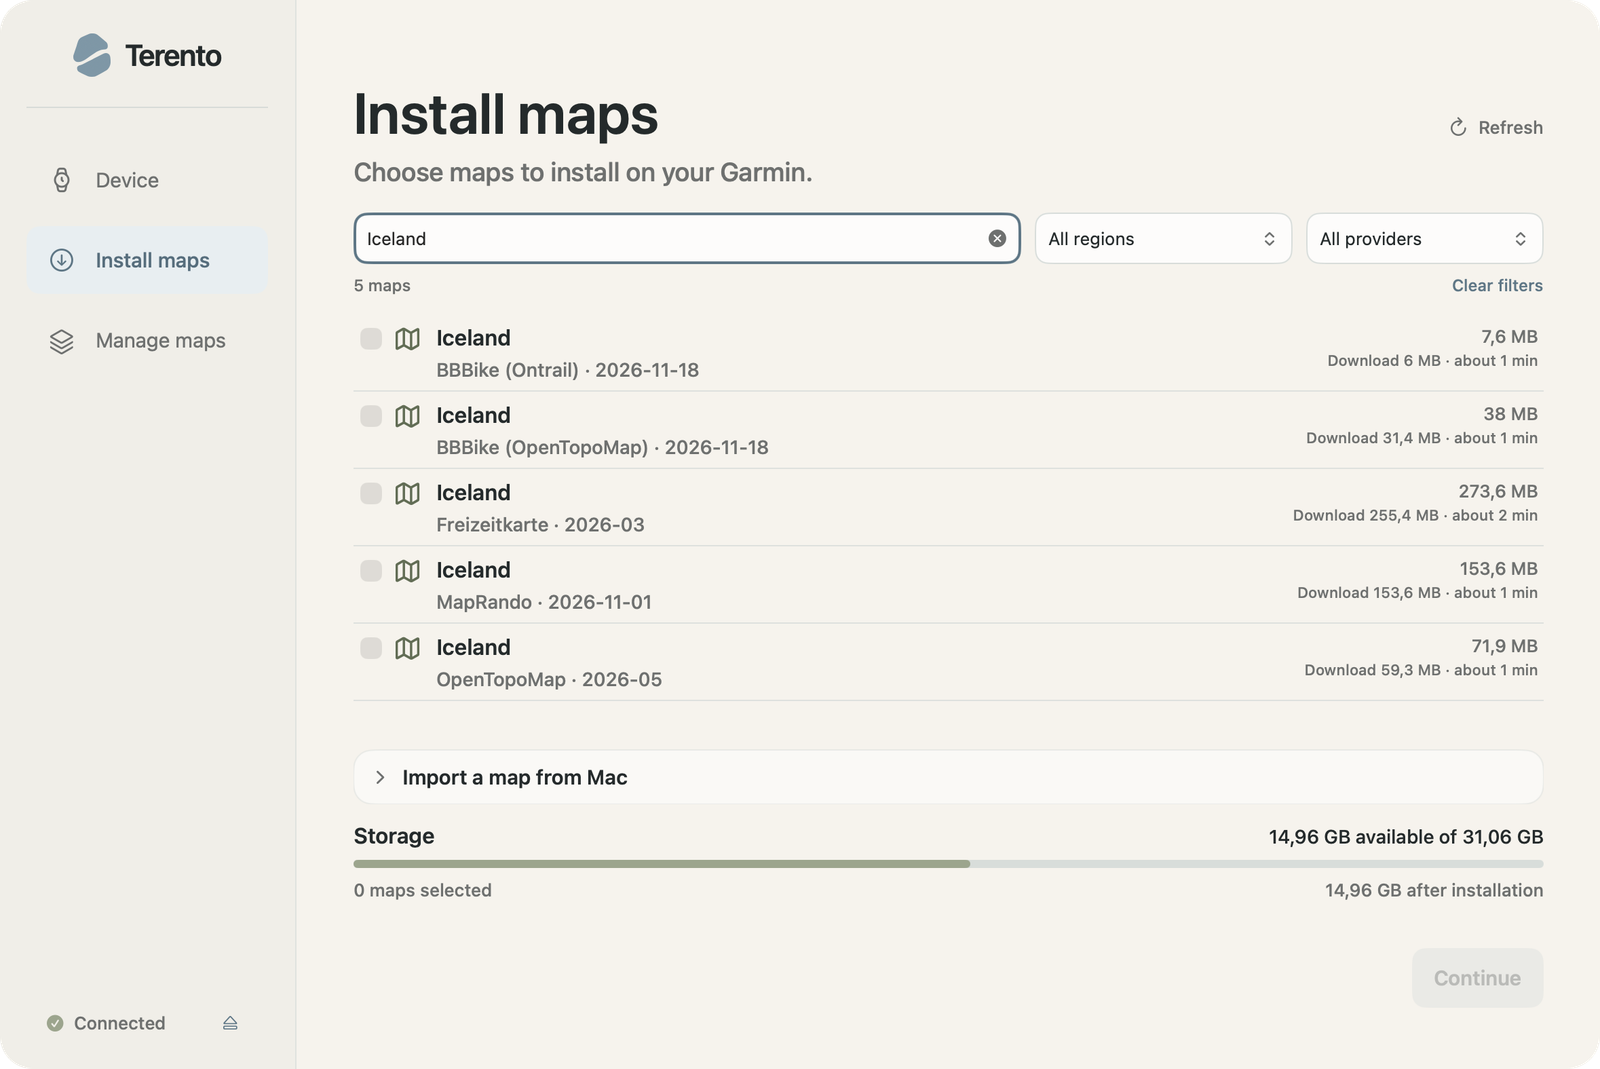 Terento
Device
Install maps
Manage maps
Connected
Install maps
Refresh
Choose maps to install on your Garmin.
Iceland
All regions
All providers
5 maps
Clear filters
Iceland
7,6 MB
BBBike (Ontrail) · 2026-11-18
Download 6 MB · about 1 min
Iceland
38 MB
BBBike (OpenTopoMap) · 2026-11-18
Download 31,4 MB · about 1 min
Iceland
273,6 MB
Freizeitkarte · 2026-03
Download 255,4 MB · about 2 min
Iceland
153,6 MB
MapRando · 2026-11-01
Download 153,6 MB · about 1 min
Iceland
71,9 MB
OpenTopoMap · 2026-05
Download 59,3 MB · about 1 min
Import a map from Mac
Storage
14,96 GB available of 31,06 GB
0 maps selected
14,96 GB after installation
Continue